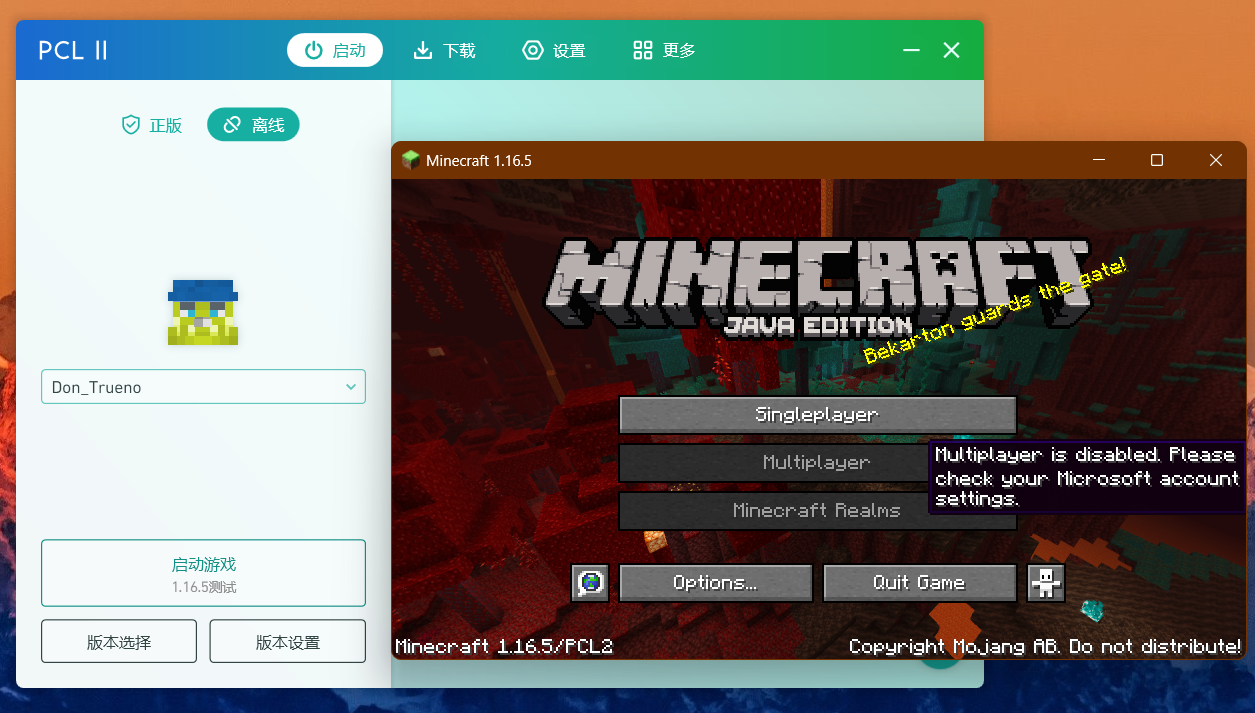 PCL II
启动
下载
设置
更多
正版
离线
Don_Trueno
启动游戏
1.16.5测试
版本选择
版本设置
Minecraft 1.16.5
MINECRAFT
JAVA EDITION
Bekarton guards the gate!
Singleplayer
Multiplayer
Multiplayer is disabled. Please
check your Microsoft account
settings.
Minecraft Realms
Options...
Quit Game
Minecraft 1.16.5/PCL2
Copyright Mojang AB. Do not distribute!